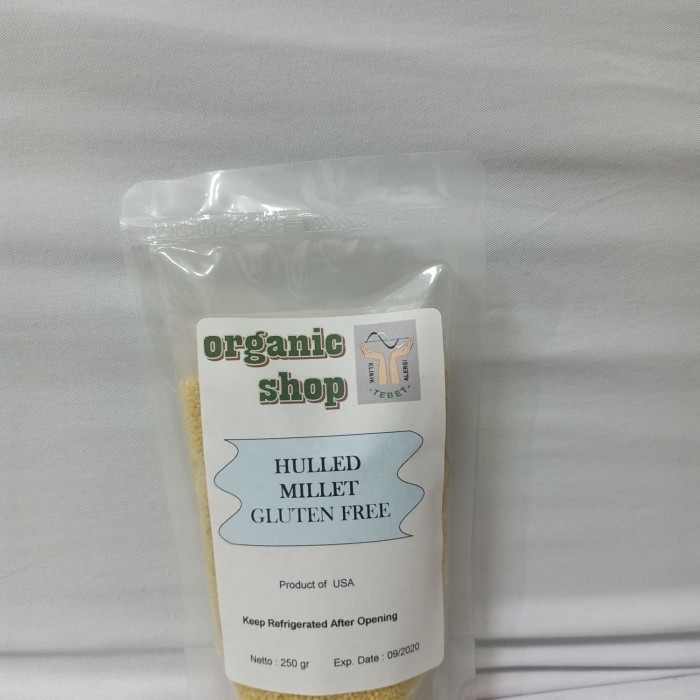 organic
shop
KLINIK
ALERGI
- TEBET -
HULLED
MILLET
GLUTEN FREE
Product of USA
Keep Refrigerated After Opening
Netto : 250 gr Exp. Date : 09/2020